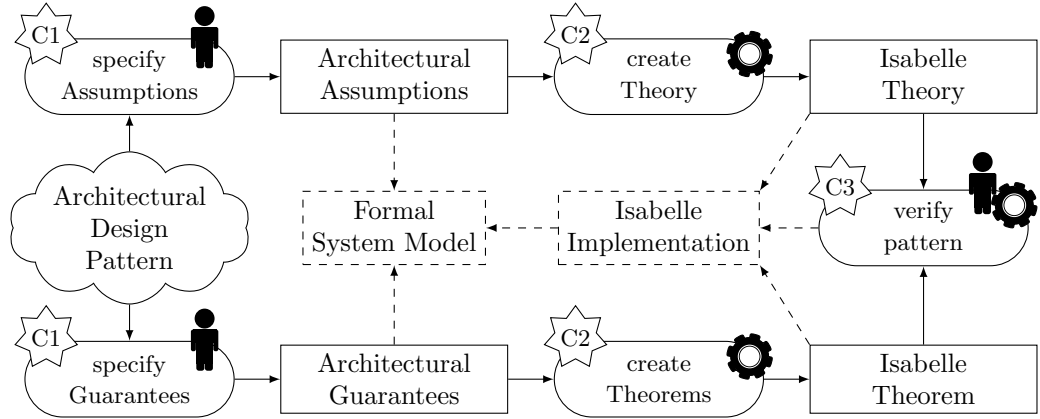 C1
specify
Assumptions
Architectural
Assumptions
C2
create
Theory
Isabelle
Theory
Architectural
Design
Pattern
Formal
System Model
Isabelle
Implementation
C3
verify
pattern
C1
specify
Guarantees
Architectural
Guarantees
C2
create
Theorems
Isabelle
Theorem